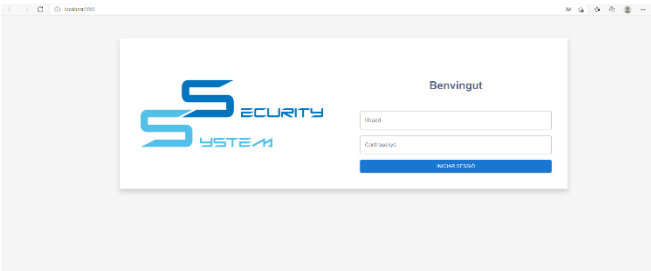 localhost:3000
Benvingut
SECURITY
SYSTEM
Usuari
Contrasenya
INICIAR SESSIÓ